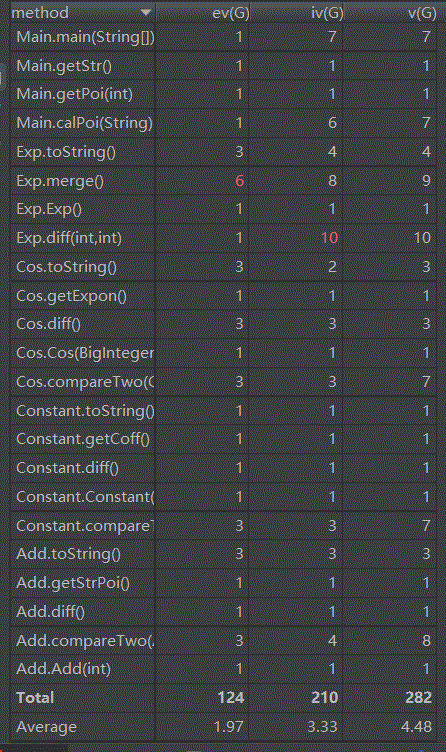 method ev(G) iv(G) v(G)
Main.main(String[]) 1 7 7
Main.getStr() 1 1 1
Main.getPoi(int) 1 1 1
Main.calPoi(String) 1 6 7
Exp.toString() 3 4 4
Exp.merge() 6 8 9
Exp.Exp() 1 1 1
Exp.diff(int,int) 1 10 10
Cos.toString() 3 2 3
Cos.getExpon() 1 1 1
Cos.diff() 3 3 3
Cos.Cos(BigInteger 1 1 1
Cos.compareTwo(C 3 3 7
Constant.toString() 1 1 1
Constant.getCoff() 1 1 1
Constant.diff() 1 1 1
Constant.Constant( 1 1 1
Constant.compareT 3 3 7
Add.toString() 3 3 3
Add.getStrPoi() 1 1 1
Add.diff() 1 1 1
Add.compareTwo(A 3 4 8
Add.Add(int) 1 1 1
Total 124 210 282
Average 1.97 3.33 4.48